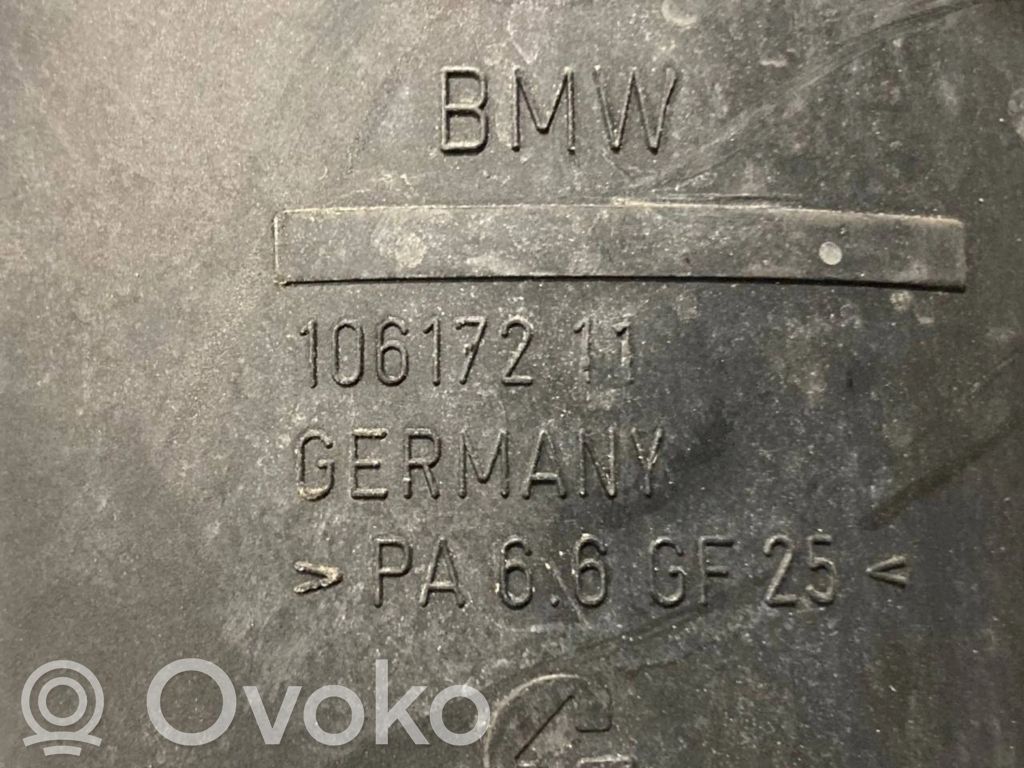 BMW
106172 11
GERMANY
> PA 6.6 GF 25 <
Ovoko